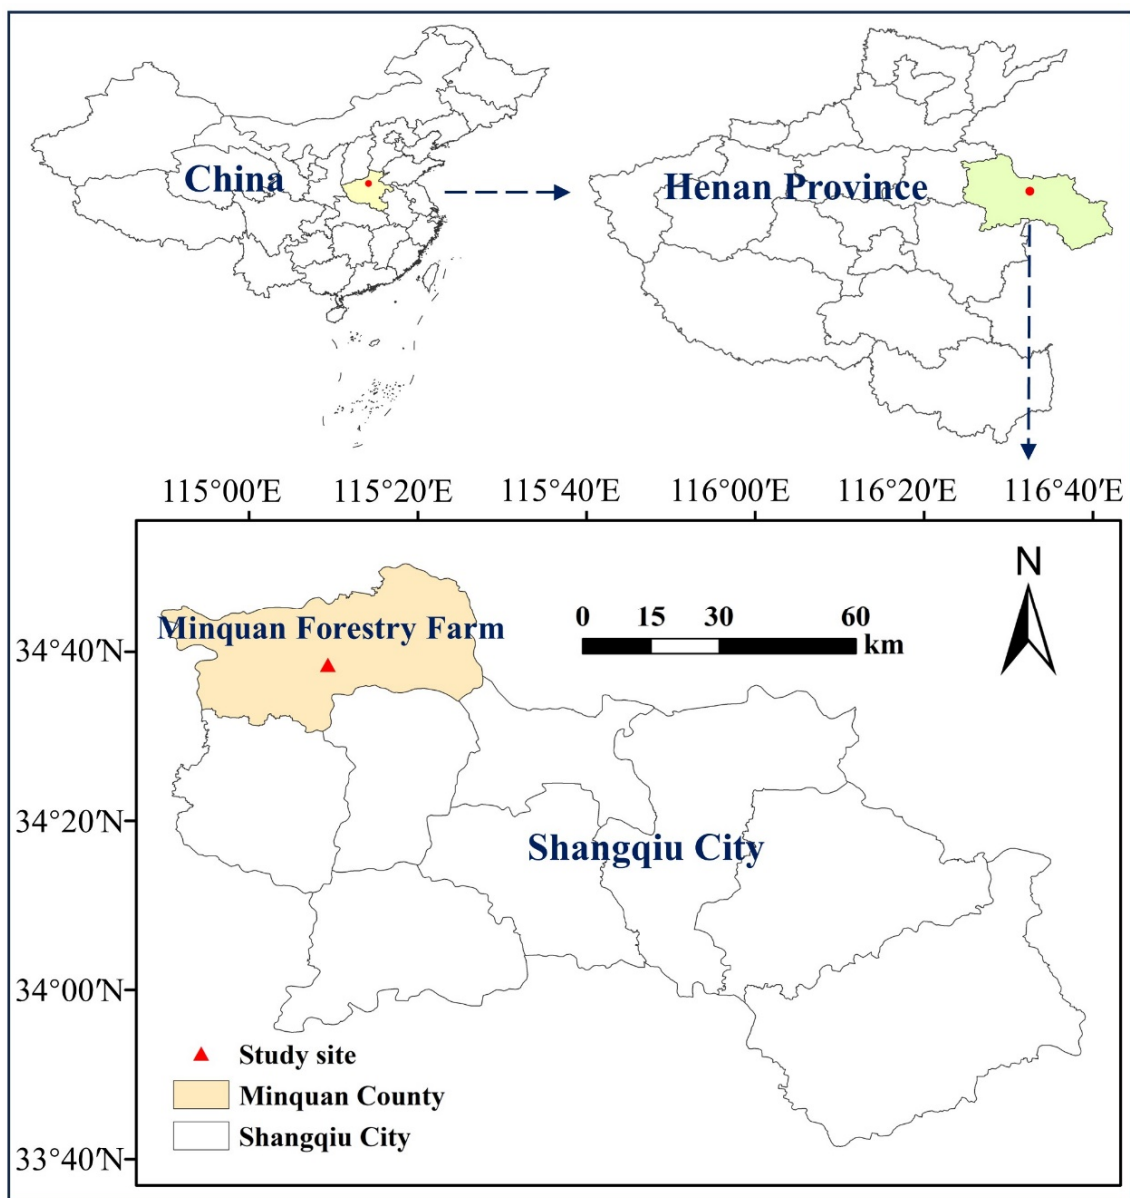 China
Henan Province
115°00′E 115°20′E 115°40′E 116°00′E 116°20′E 116°40′E
N
0 15 30 60
km
Minquan Forestry Farm
34°40′N
34°20′N
Shangqiu City
34°00′N
Study site
Minquan County
Shangqiu City
33°40′N